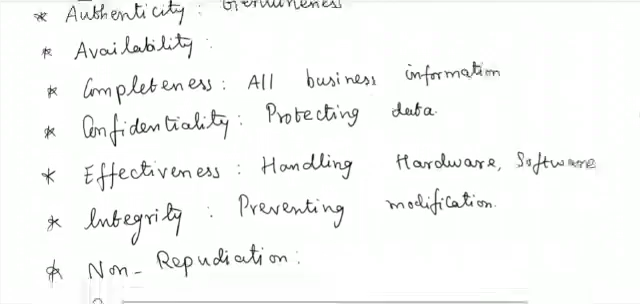 * Authenticity : Genuineness
* Availability :
* Completeness : All business information
* Confidentiality : Protecting data.
* Effectiveness : Handling Hardware, Software
* Integrity : Preventing modification.
* Non-Repudiation :